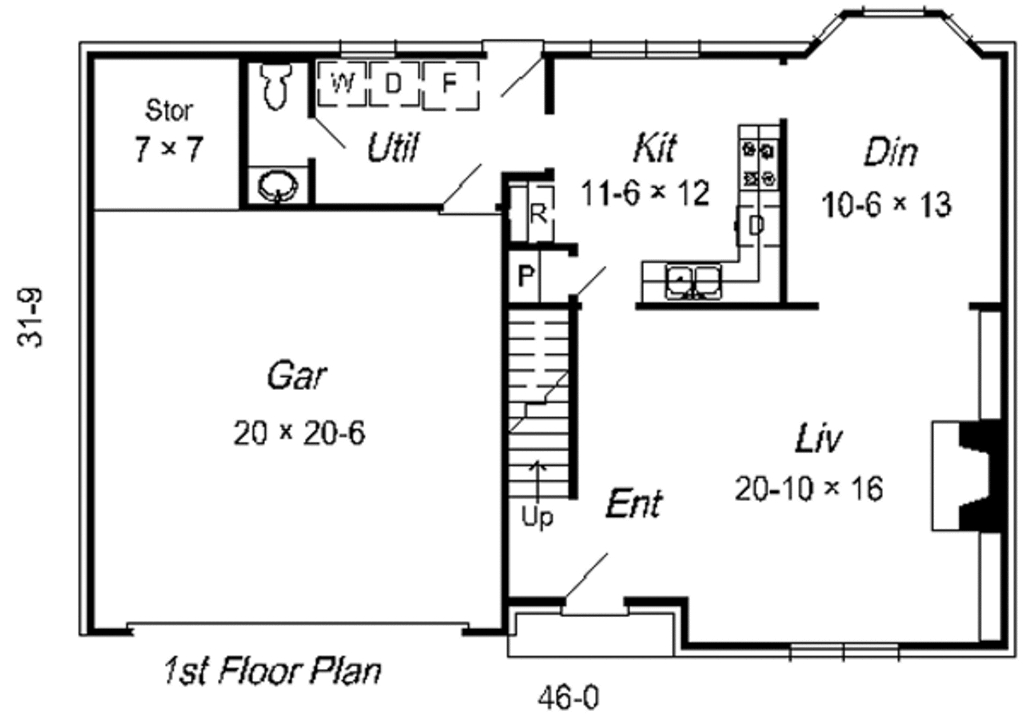 W D F
Stor
7 × 7
Util
Kit
11-6 × 12
Din
10-6 × 13
R
D
P
31-9
Gar
20 × 20-6
Liv
20-10 × 16
Ent
Up
1st Floor Plan
46-0